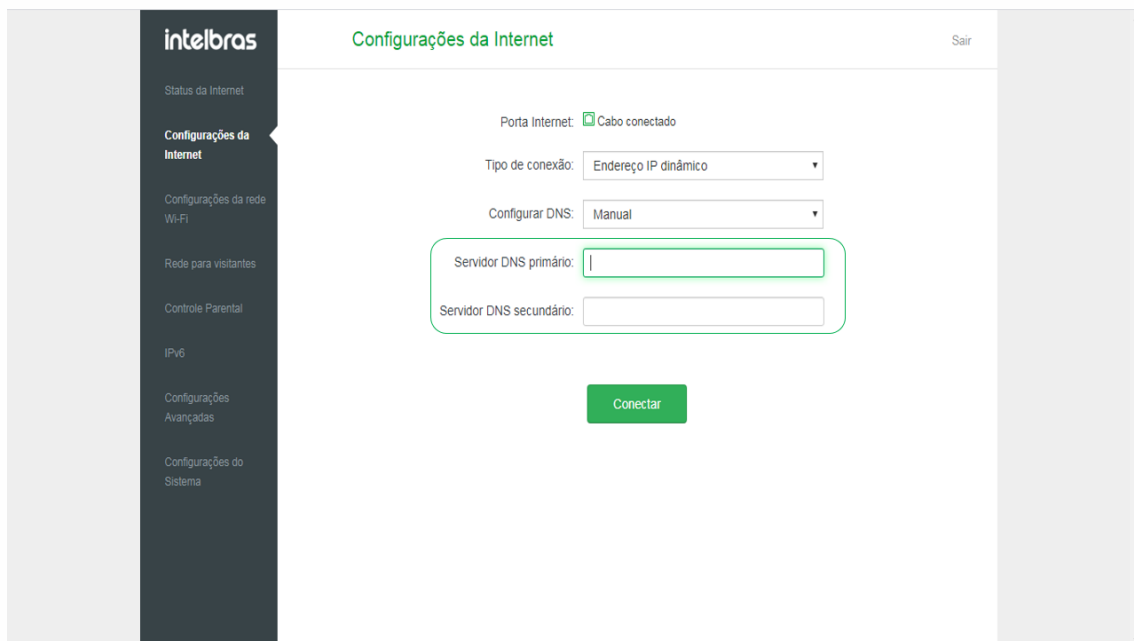 intelbras
Configurações da Internet
Sair
Status da Internet
Configurações da
Internet
Configurações da rede
Wi-Fi
Rede para visitantes
Controle Parental
IPv6
Configurações
Avançadas
Configurações do
Sistema
Porta Internet: Cabo conectado
Tipo de conexão: Endereço IP dinâmico
Configurar DNS: Manual
Servidor DNS primário:
Servidor DNS secundário:
Conectar